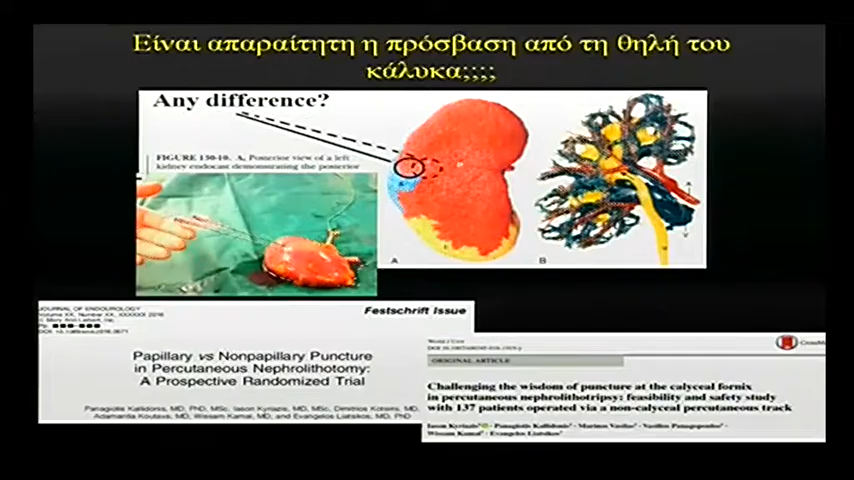 Είναι απαραίτητη η πρόσβαση από τη θηλή του
κάλυκα;;;;
Any difference?
FIGURE 130-10. A, Posterior view of a left
kidney endocast demonstrating the posterior
A
B
JOURNAL OF ENDOUROLOGY
Festschrift Issue
Papillary vs Nonpapillary Puncture
in Percutaneous Nephrolithotomy:
A Prospective Randomized Trial
Panagiotis Kallidonis, MD, PhD, MSc, Iason Kyriazis, MD, MSc, Dimitrios Kotsiris, MD,
Adamantia Koutava, MD, Wissam Kamal, MD, and Evangelos Liatsikos, MD, PhD
World J Urol
ORIGINAL ARTICLE
Challenging the wisdom of puncture at the calyceal fornix
in percutaneous nephrolithotripsy: feasibility and safety study
with 137 patients operated via a non-calyceal percutaneous track
Iason Kyriazis · Panagiotis Kallidonis · Marinos Vasilas · Vasilios Panagopoulos ·
Wissam Kamal · Evangelos Liatsikos